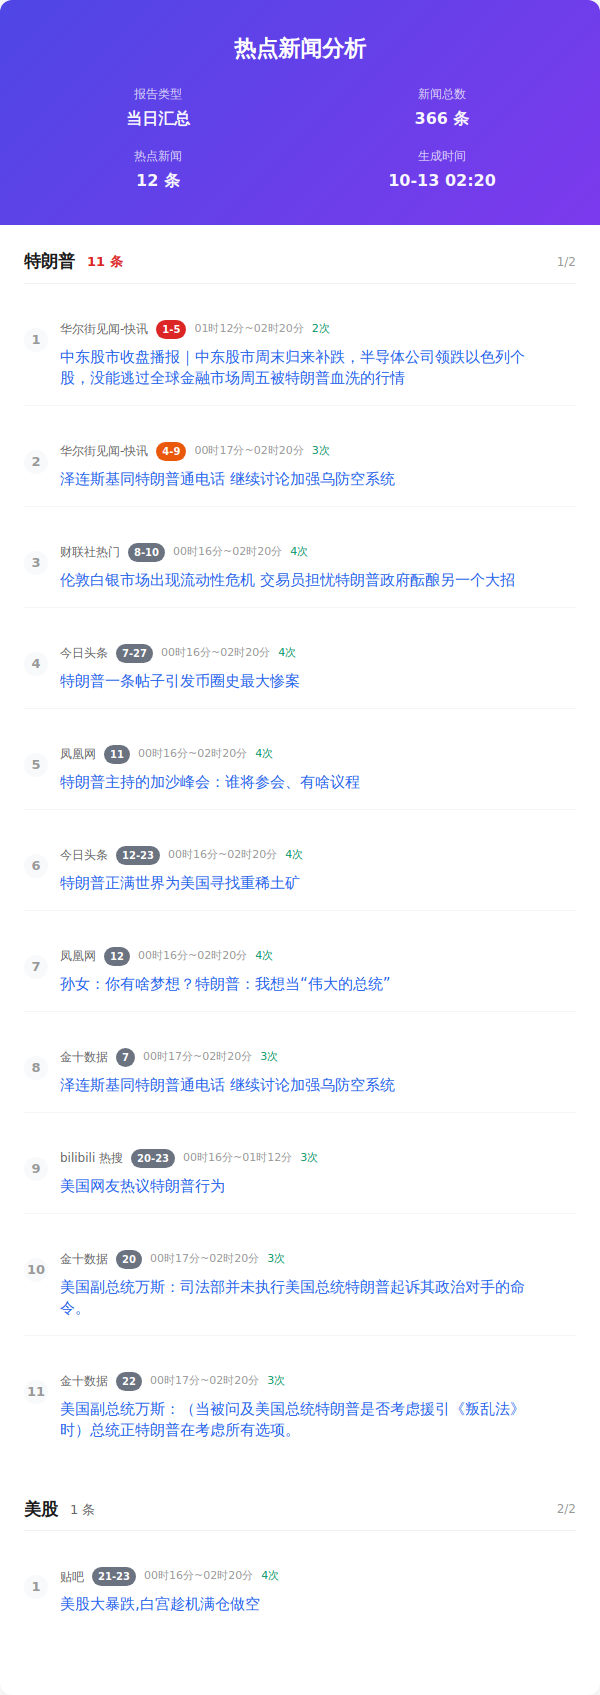 热点新闻分析
报告类型
当日汇总
新闻总数
366 条
热点新闻
12 条
生成时间
10-13 02:20
特朗普 11 条 1/2
1
华尔街见闻-快讯 1-5 01时12分~02时20分 2次
中东股市收盘播报｜中东股市周末归来补跌，半导体公司领跌以色列个
股，没能逃过全球金融市场周五被特朗普血洗的行情
2
华尔街见闻-快讯 4-9 00时17分~02时20分 3次
泽连斯基同特朗普通电话 继续讨论加强乌防空系统
3
财联社热门 8-10 00时16分~02时20分 4次
伦敦白银市场出现流动性危机 交易员担忧特朗普政府酝酿另一个大招
4
今日头条 7-27 00时16分~02时20分 4次
特朗普一条帖子引发币圈史最大惨案
5
凤凰网 11 00时16分~02时20分 4次
特朗普主持的加沙峰会：谁将参会、有啥议程
6
今日头条 12-23 00时16分~02时20分 4次
特朗普正满世界为美国寻找重稀土矿
7
凤凰网 12 00时16分~02时20分 4次
孙女：你有啥梦想？特朗普：我想当“伟大的总统”
8
金十数据 7 00时17分~02时20分 3次
泽连斯基同特朗普通电话 继续讨论加强乌防空系统
9
bilibili 热搜 20-23 00时16分~01时12分 3次
美国网友热议特朗普行为
10
金十数据 20 00时17分~02时20分 3次
美国副总统万斯：司法部并未执行美国总统特朗普起诉其政治对手的命
令。
11
金十数据 22 00时17分~02时20分 3次
美国副总统万斯：（当被问及美国总统特朗普是否考虑援引《叛乱法》
时）总统正特朗普在考虑所有选项。
美股 1 条 2/2
1
贴吧 21-23 00时16分~02时20分 4次
美股大暴跌,白宫趁机满仓做空